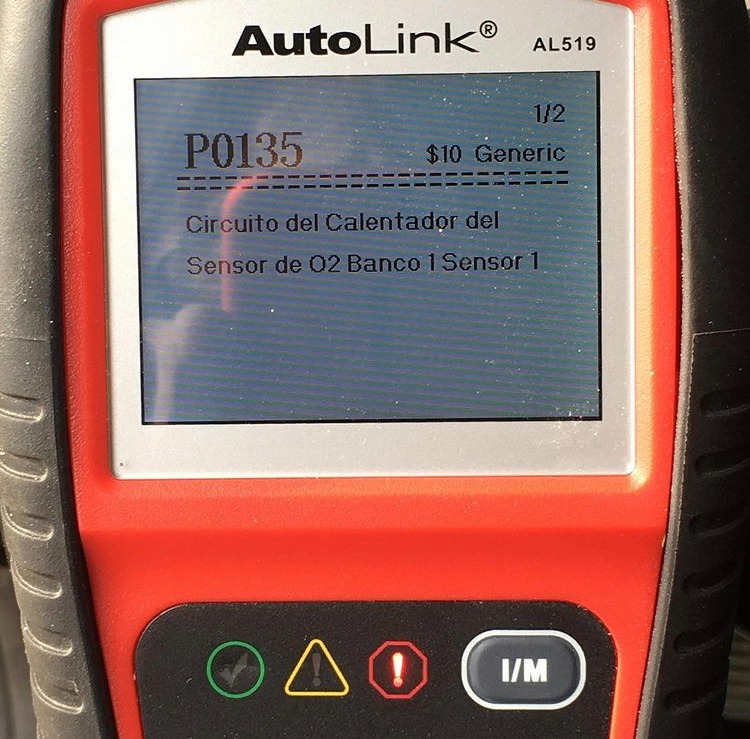 AutoLink® AL519
1/2
P0135 $10 Generic
Circuito del Calentador del
Sensor de O2 Banco 1 Sensor 1
I/M